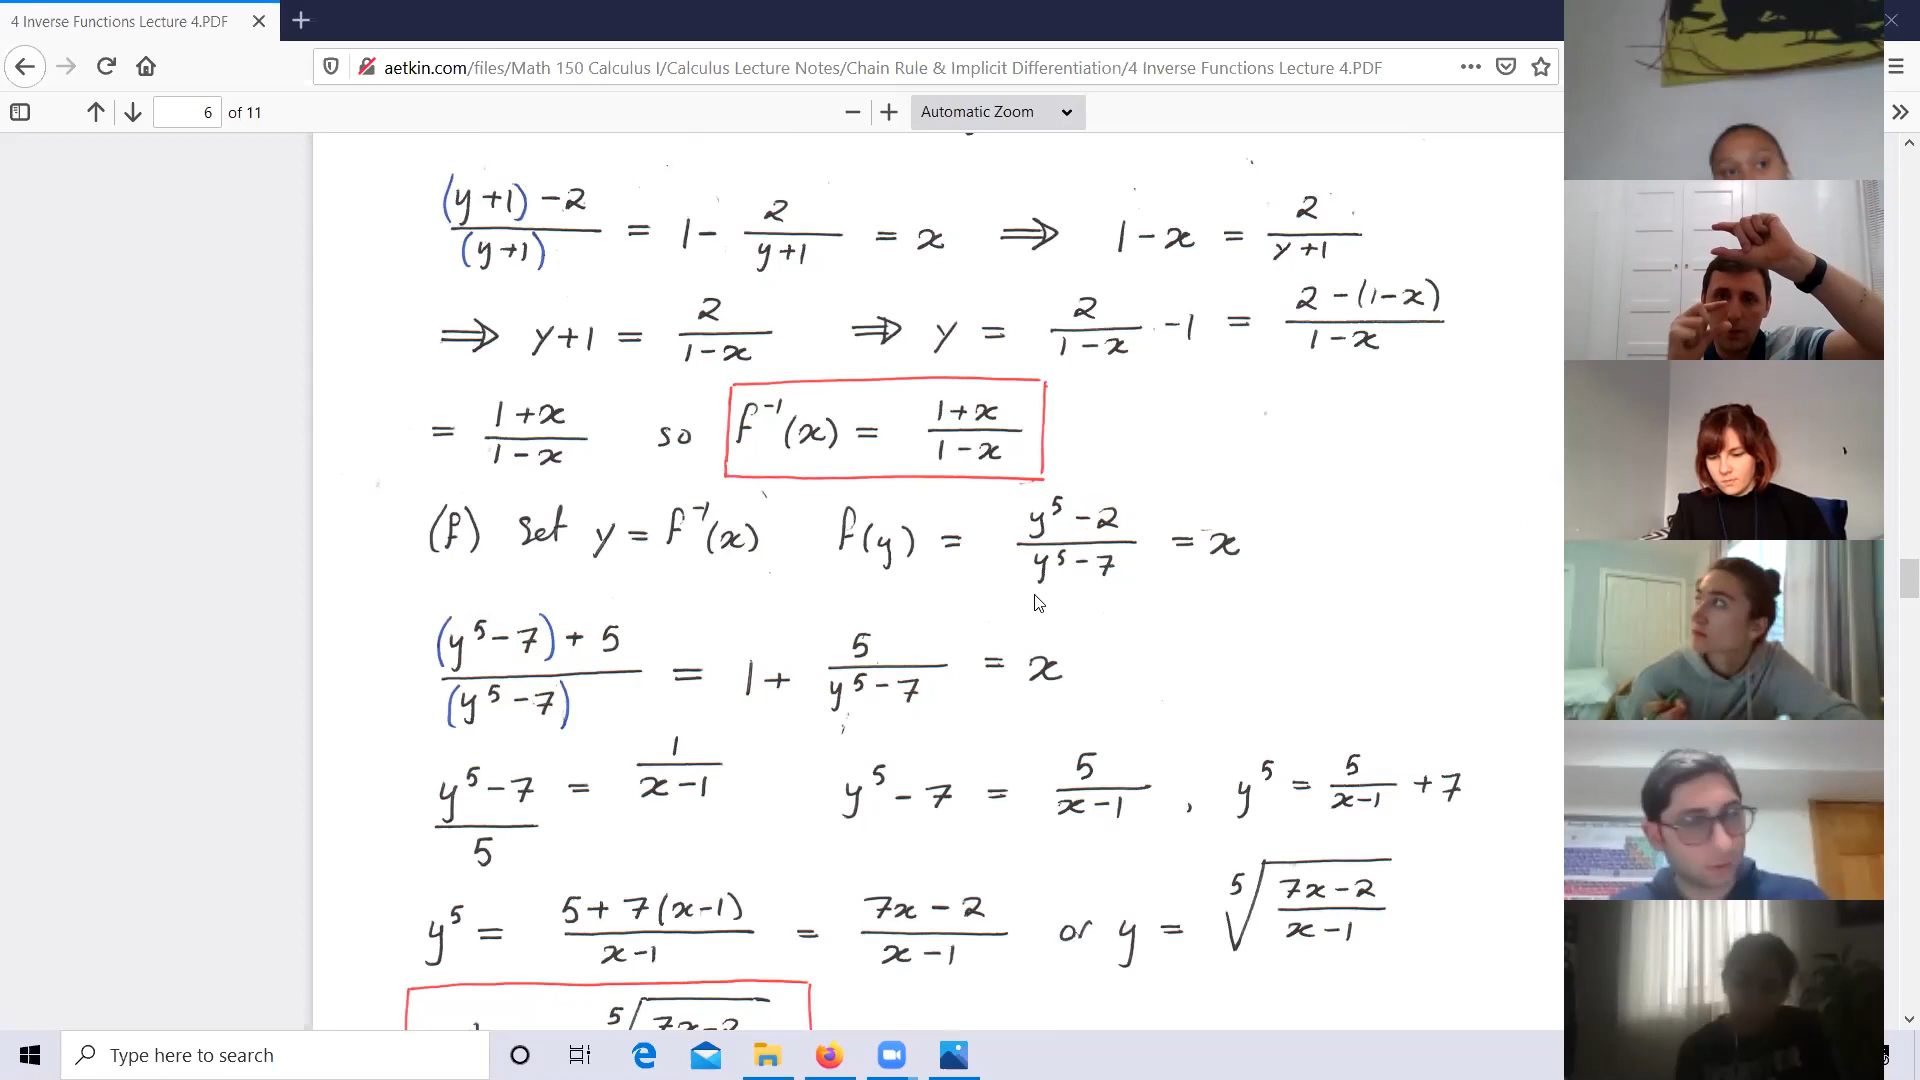 4 Inverse Functions Lecture 4.PDF
aetkin.com/files/Math 150 Calculus I/Calculus Lecture Notes/Chain Rule & Implicit Differentiation/4 Inverse Functions Lecture 4.PDF
6 of 11 Automatic Zoom
((y+1) - 2)/(y+1) = 1 - 2/(y+1) = x ⟹ 1 - x = 2/(y+1)
⟹ y+1 = 2/(1-x) ⟹ y = 2/(1-x) - 1 = (2-(1-x))/(1-x)
= (1+x)/(1-x) so f⁻¹(x) = (1+x)/(1-x)
(f) Set y = f⁻¹(x) f(y) = (y⁵-2)/(y⁵-7) = x
((y⁵-7)+5)/(y⁵-7) = 1 + 5/(y⁵-7) = x
(y⁵-7)/5 = 1/(x-1) y⁵-7 = 5/(x-1) , y⁵ = 5/(x-1) + 7
y⁵ = (5+7(x-1))/(x-1) = (7x-2)/(x-1) or y = ⁵√((7x-2)/(x-1))
⁵√ 7x-2
Type here to search